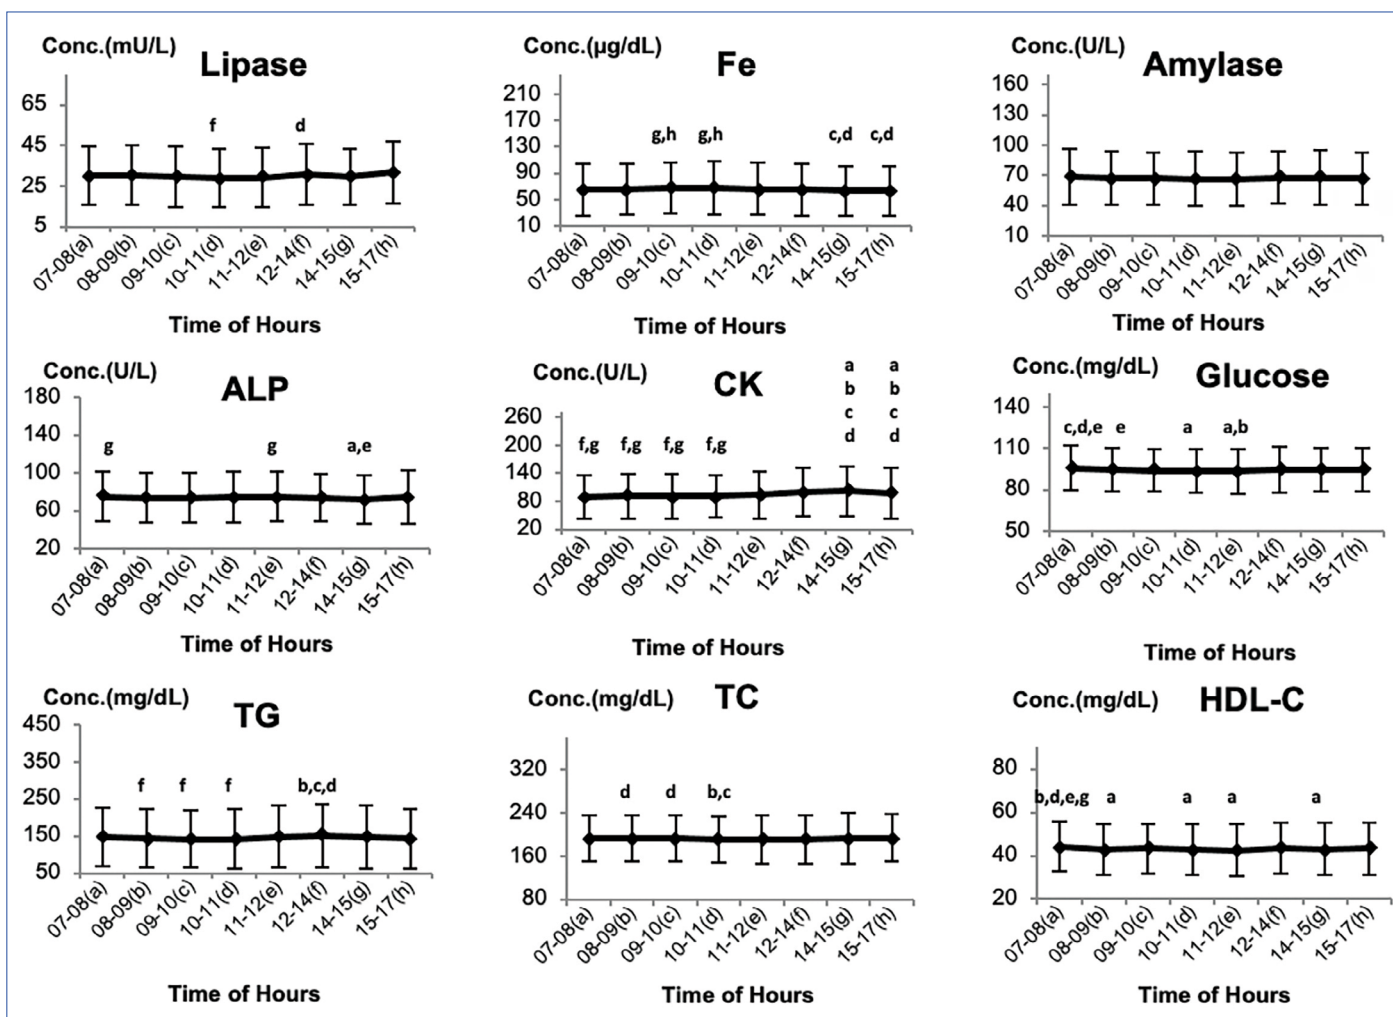 Conc.(mU/L)
Lipase
65
45
25
5
f
d
07-08(a)
08-09(b)
09-10(c)
10-11(d)
11-12(e)
12-14(f)
14-15(g)
15-17(h)
Time of Hours
Conc.(µg/dL)
Fe
210
170
130
90
50
10
g,h
g,h
c,d
c,d
07-08(a)
08-09(b)
09-10(c)
10-11(d)
11-12(e)
12-14(f)
14-15(g)
15-17(h)
Time of Hours
Conc.(U/L)
Amylase
160
130
100
70
40
10
07-08(a)
08-09(b)
09-10(c)
10-11(d)
11-12(e)
12-14(f)
14-15(g)
15-17(h)
Time of Hours
Conc.(U/L)
ALP
180
140
100
60
20
g
g
a,e
07-08(a)
08-09(b)
09-10(c)
10-11(d)
11-12(e)
12-14(f)
14-15(g)
15-17(h)
Time of Hours
Conc.(U/L)
CK
260
200
140
80
20
f,g
f,g
f,g
f,g
a
b
c
d
a
b
c
d
07-08(a)
08-09(b)
09-10(c)
10-11(d)
11-12(e)
12-14(f)
14-15(g)
15-17(h)
Time of Hours
Conc.(mg/dL)
Glucose
140
110
80
50
c,d,e
e
a
a,b
07-08(a)
08-09(b)
09-10(c)
10-11(d)
11-12(e)
12-14(f)
14-15(g)
15-17(h)
Time of Hours
Conc.(mg/dL)
TG
450
350
250
150
50
f
f
f
b,c,d
07-08(a)
08-09(b)
09-10(c)
10-11(d)
11-12(e)
12-14(f)
14-15(g)
15-17(h)
Time of Hours
Conc.(mg/dL)
TC
320
240
160
80
d
d
b,c
07-08(a)
08-09(b)
09-10(c)
10-11(d)
11-12(e)
12-14(f)
14-15(g)
15-17(h)
Time of Hours
Conc.(mg/dL)
HDL-C
80
60
40
20
b,d,e,g
a
a
a
a
07-08(a)
08-09(b)
09-10(c)
10-11(d)
11-12(e)
12-14(f)
14-15(g)
15-17(h)
Time of Hours